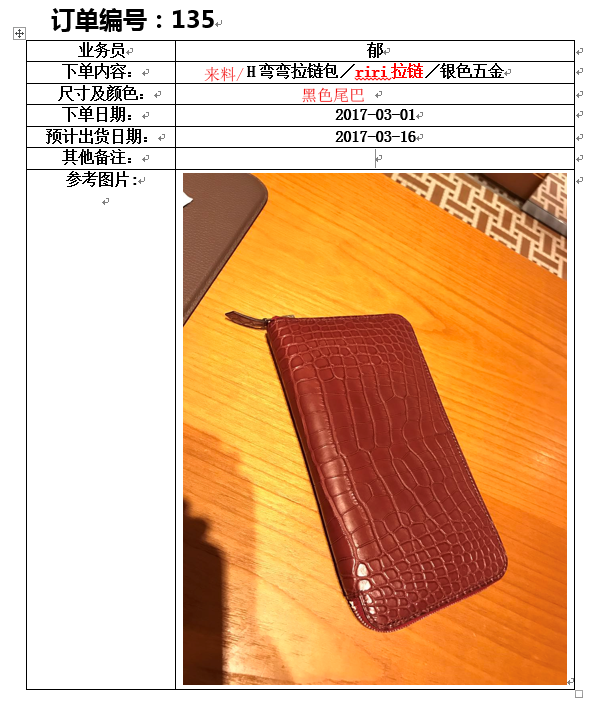 订单编号：135
业务员 郁
下单内容： 来料/H弯弯拉链包／riri拉链／银色五金
尺寸及颜色： 黑色尾巴
下单日期： 2017-03-01
预计出货日期： 2017-03-16
其他备注：
参考图片: